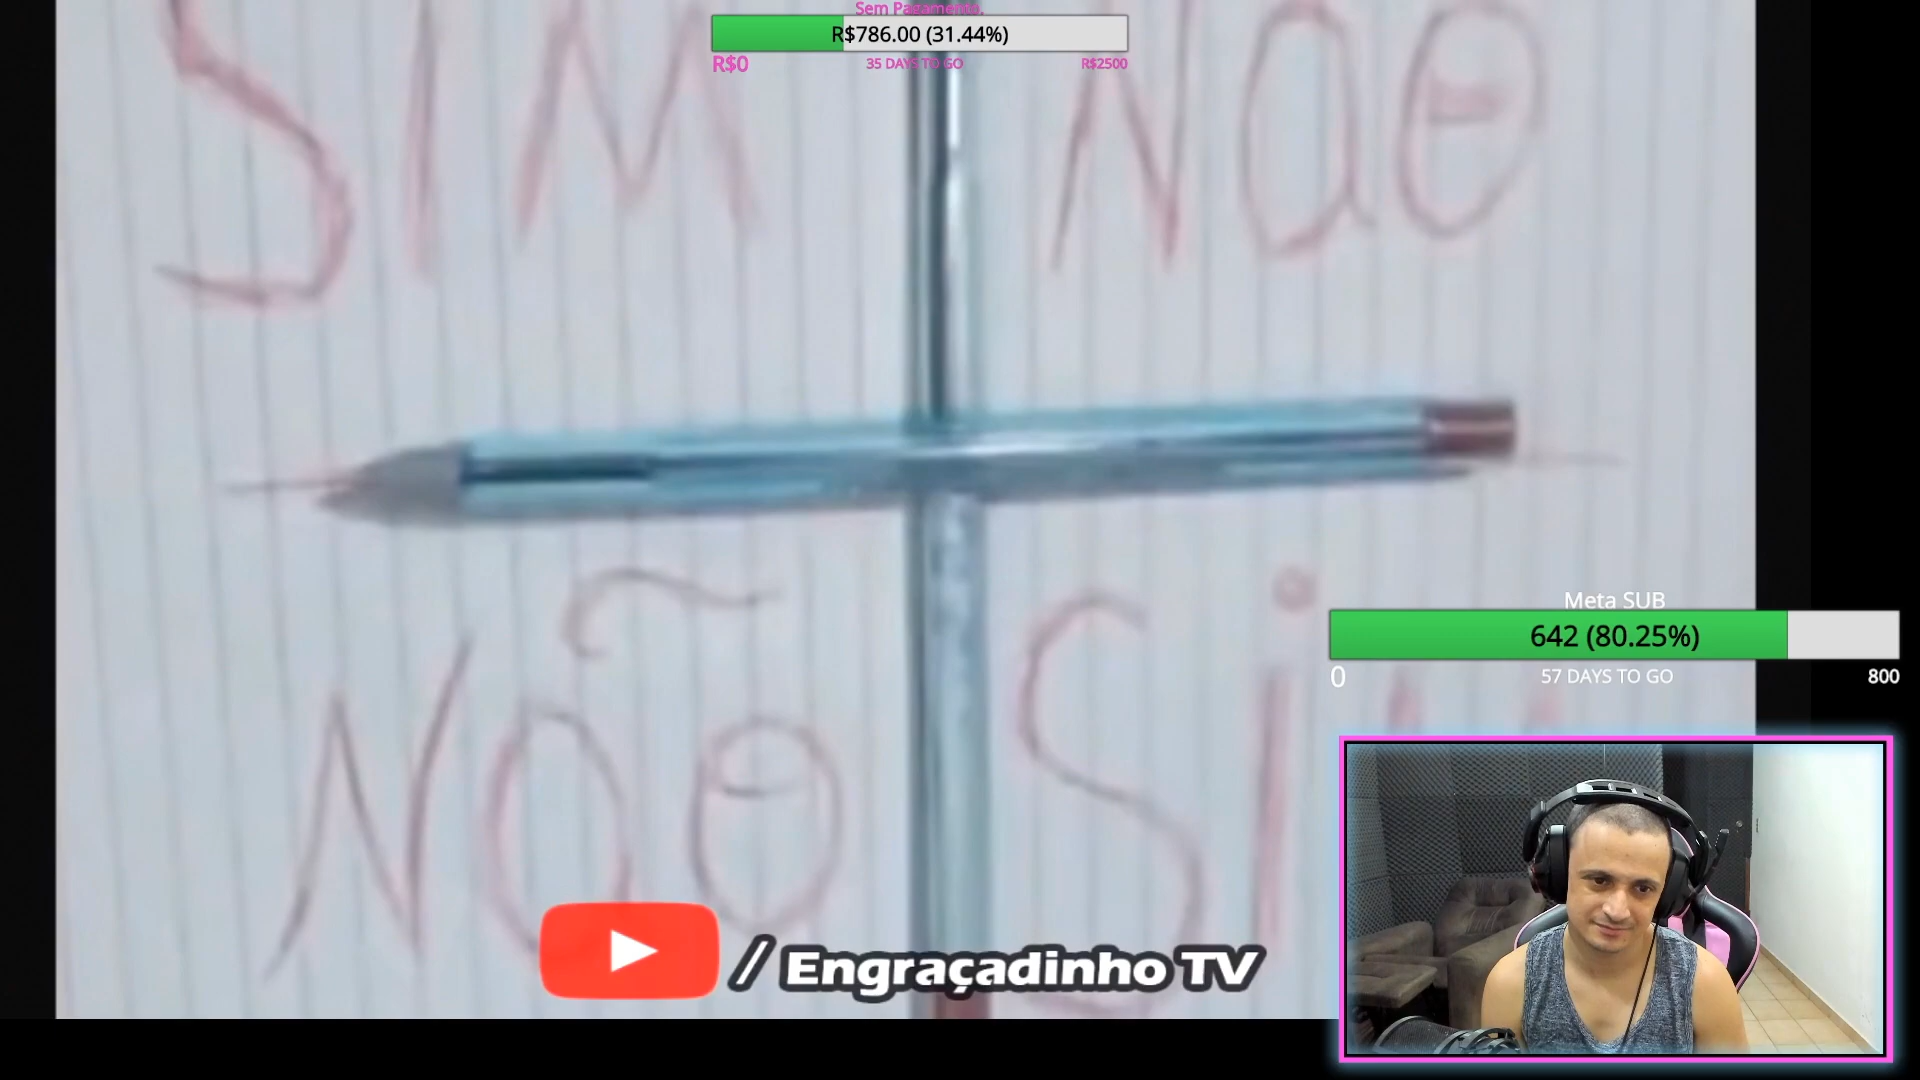 Sem Pagamento.
R$786.00 (31.44%)
R$0 35 DAYS TO GO R$2500
SIM Não
Meta SUB
642 (80.25%)
0 57 DAYS TO GO 800
Não Sim
/ Engraçadinho TV